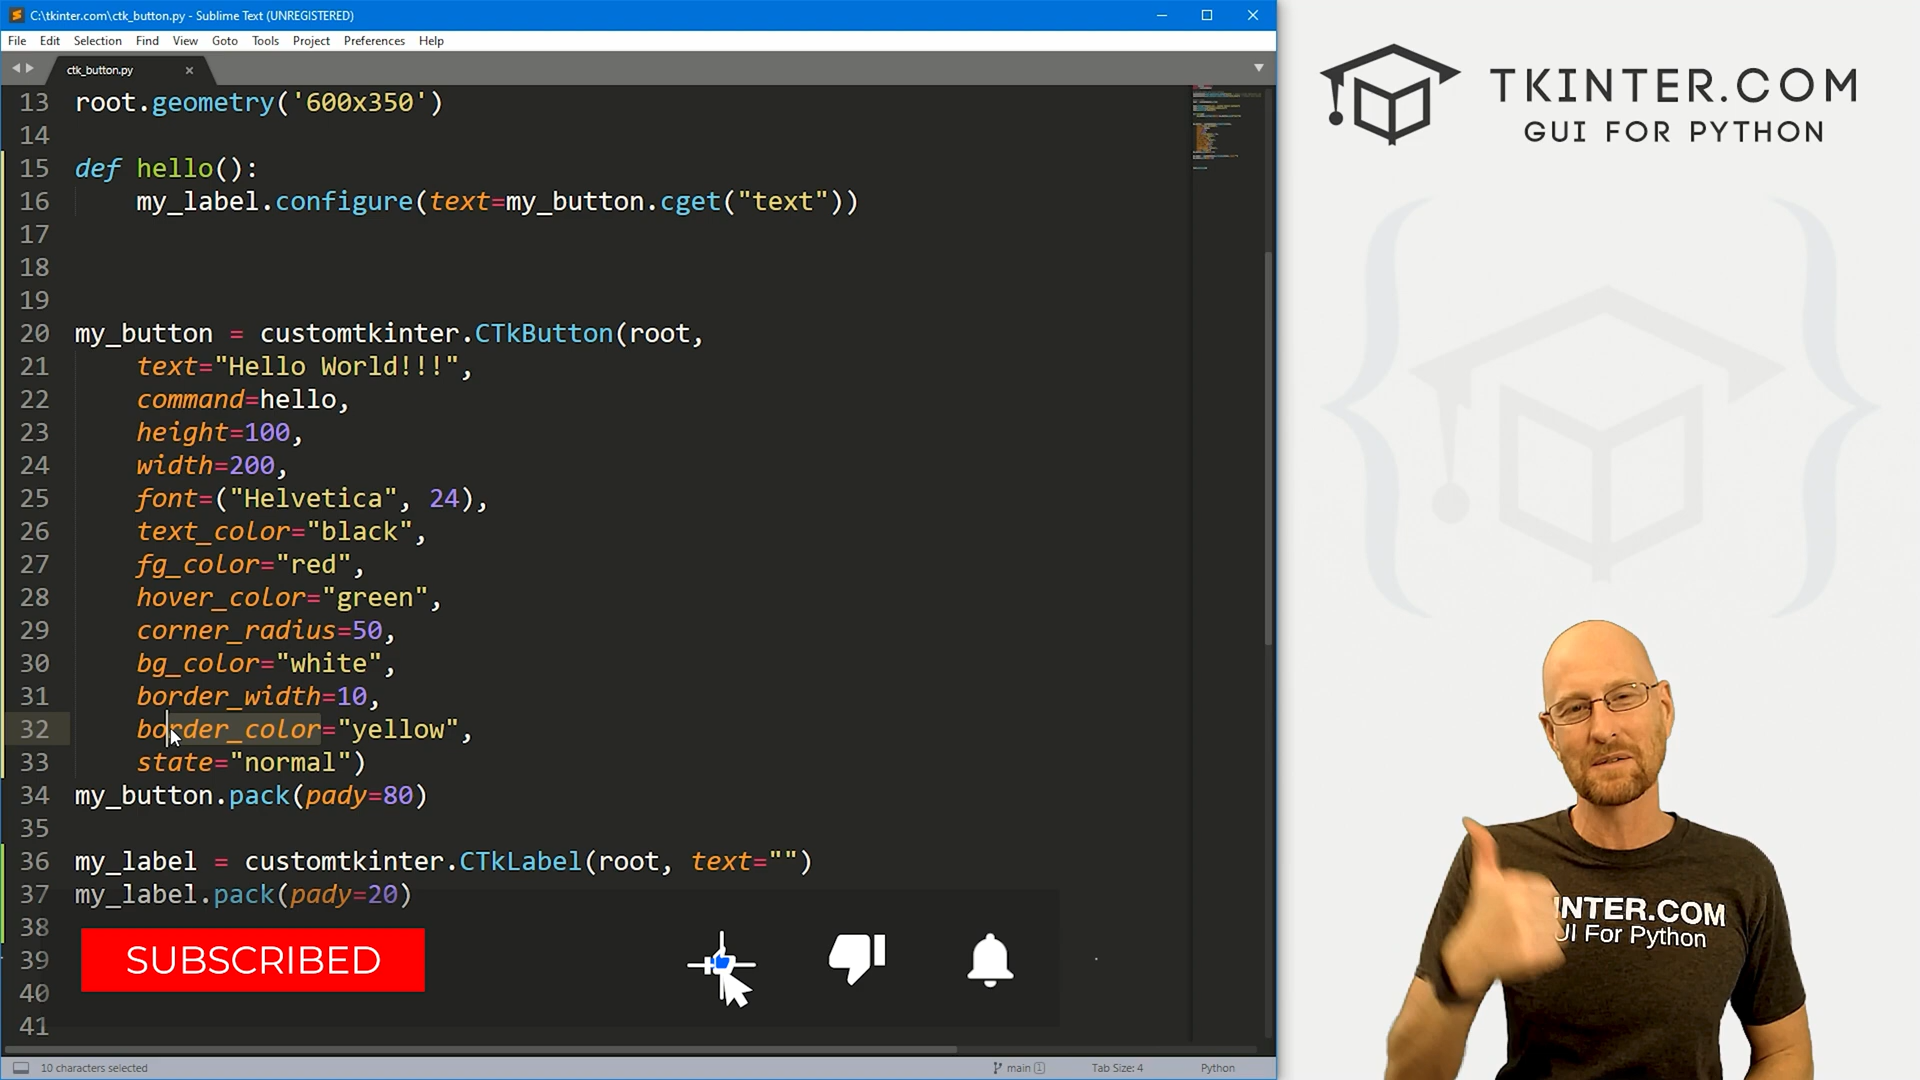 C:\tkinter.com\ctk_button.py - Sublime Text (UNREGISTERED)
File Edit Selection Find View Goto Tools Project Preferences Help
ctk_button.py
13 root.geometry('600x350')
14
15 def hello():
16 my_label.configure(text=my_button.cget("text"))
17
18
19
20 my_button = customtkinter.CTkButton(root,
21 text="Hello World!!!",
22 command=hello,
23 height=100,
24 width=200,
25 font=("Helvetica", 24),
26 text_color="black",
27 fg_color="red",
28 hover_color="green",
29 corner_radius=50,
30 bg_color="white",
31 border_width=10,
32 border_color="yellow",
33 state="normal")
34 my_button.pack(pady=80)
35
36 my_label = customtkinter.CTkLabel(root, text="")
37 my_label.pack(pady=20)
38
39
40
41
SUBSCRIBED
10 characters selected
main 1
Tab Size: 4
Python
TKINTER.COM
GUI FOR PYTHON
INTER.COM
UI For Python